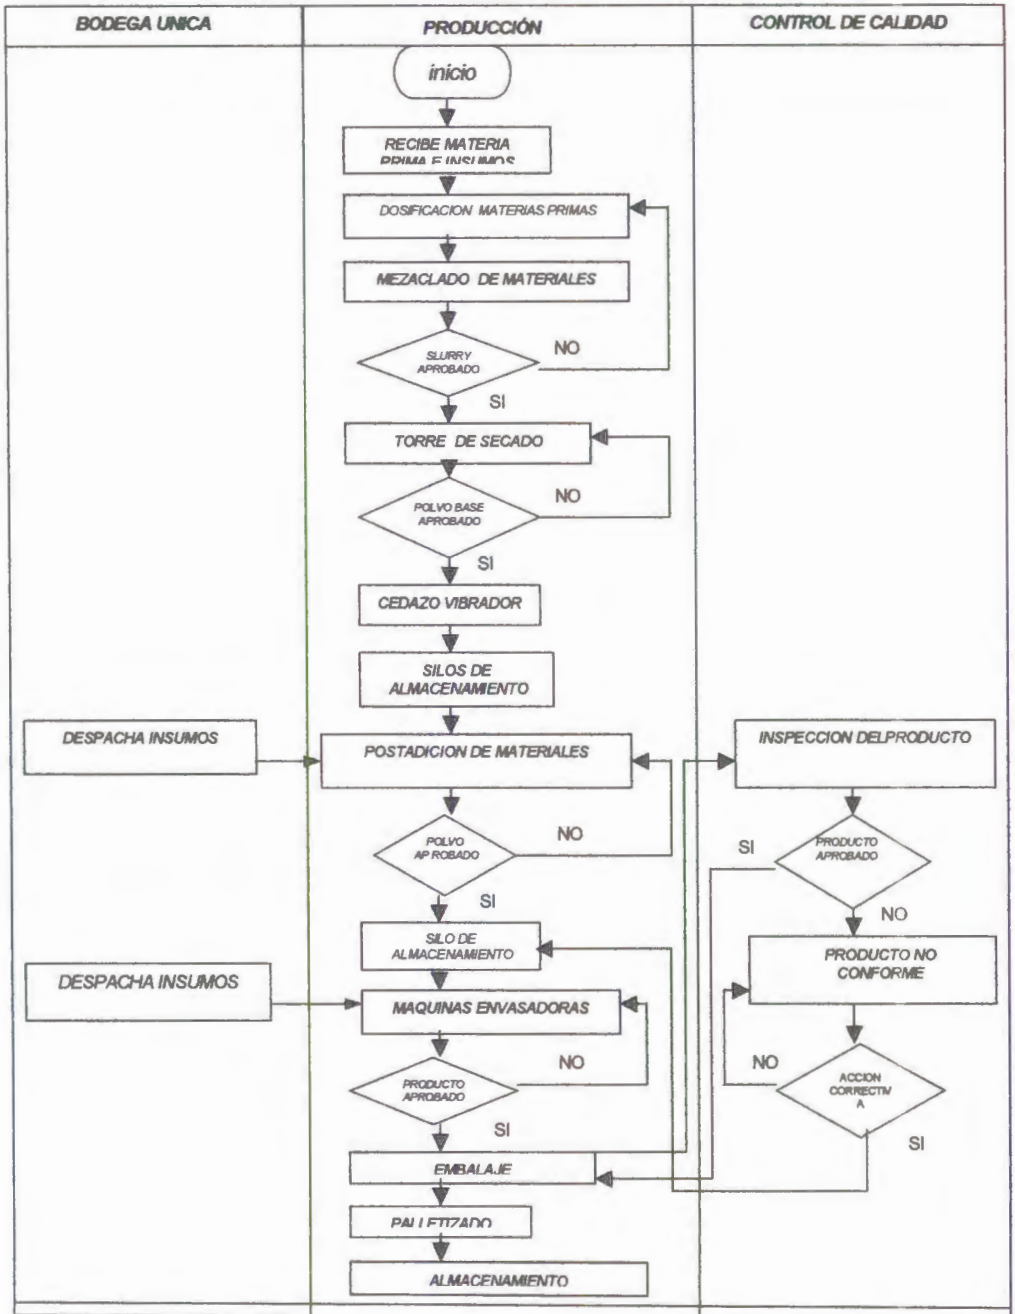 BODEGA UNICA
PRODUCCIÓN
CONTROL DE CALIDAD
inicio
RECIBE MATERIA
PRIMA E INSUMOS
DOSIFICACION MATERIAS PRIMAS
MEZACLADO DE MATERIALES
SLURRY
APROBADO
NO
SI
TORRE DE SECADO
POLVO BASE
APROBADO
NO
SI
CEDAZO VIBRADOR
SILOS DE
ALMACENAMIENTO
DESPACHA INSUMOS
POSTADICION DE MATERIALES
INSPECCION DELPRODUCTO
POLVO
AP ROBADO
NO
SI
PRODUCTO
APROBADO
SI
NO
SILO DE
ALMACENAMIENTO
PRODUCTO NO
CONFORME
DESPACHA INSUMOS
MAQUINAS ENVASADORAS
PRODUCTO
APROBADO
NO
SI
ACCION
CORRECTIV
A
NO
SI
EMBALAJE
PALLETIZADO
ALMACENAMIENTO